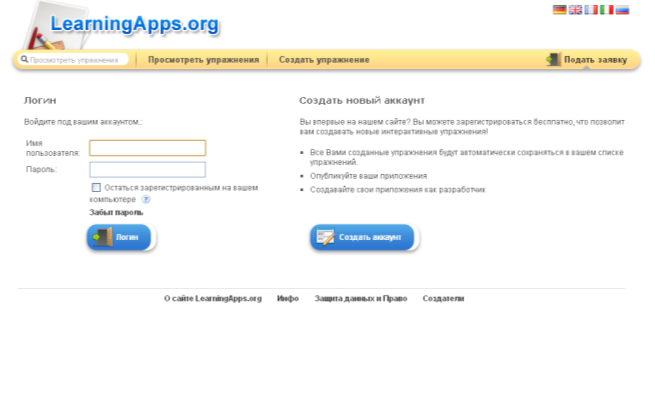 LearningApps.org
Просмотреть упражнения Просмотреть упражнения Создать упражнение Подать заявку
Логин
Войдите под вашим аккаунтом.:
Имя
пользователя:
Пароль:
Остаться зарегистрированным на вашем
компьютере ?
Забыл пароль
Логин
Создать новый аккаунт
Вы впервые на нашем сайте? Вы можете зарегистрироваться бесплатно, что позволит
вам создавать новые интерактивные упражнения!
Все Вами созданные упражнения будут автоматически сохраняться в вашем списке
упражнений.
Опубликуйте ваши приложения
Создавайте свои приложения как разработчик
Создать аккаунт
О сайте LearningApps.org Инфо Защита данных и Право Создатели